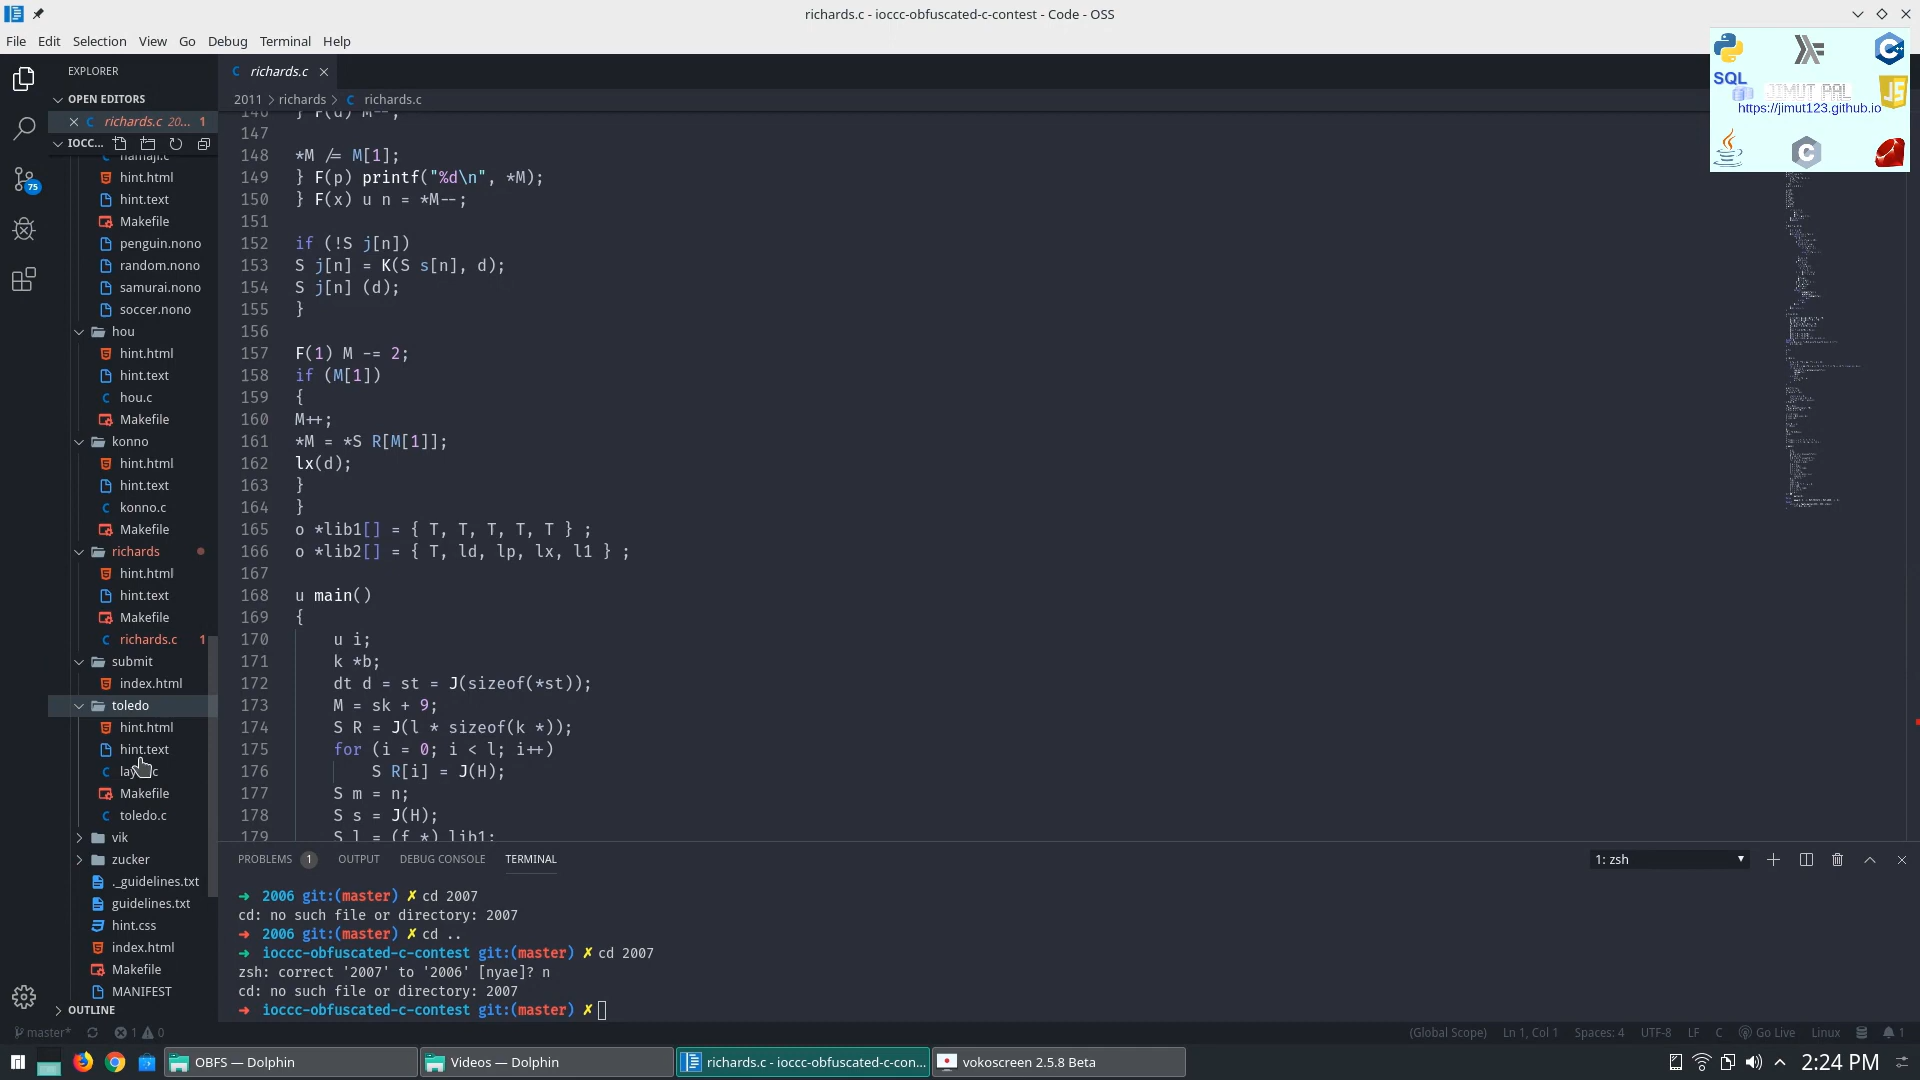 richards.c - ioccc-obfuscated-c-contest - Code - OSS
File Edit Selection View Go Debug Terminal Help
EXPLORER
OPEN EDITORS
richards.c 20... 1
IOCC...
hamaji.c
hint.html
hint.text
Makefile
penguin.nono
random.nono
samurai.nono
soccer.nono
hou
hint.html
hint.text
hou.c
Makefile
konno
hint.html
hint.text
konno.c
Makefile
richards
hint.html
hint.text
Makefile
richards.c 1
submit
index.html
toledo
hint.html
hint.text
Makefile
toledo.c
vik
zucker
._guidelines.txt
guidelines.txt
hint.css
index.html
Makefile
MANIFEST
OUTLINE
75
richards.c
2011 > richards > C richards.c
146 } F(d) M--;
147
148 *M /= M[1];
149 } F(p) printf("%d\n", *M);
150 } F(x) u n = *M--;
151
152 if (!S j[n])
153 S j[n] = K(S s[n], d);
154 S j[n] (d);
155 }
156
157 F(1) M -= 2;
158 if (M[1])
159 {
160 M++;
161 *M = *S R[M[1]];
162 lx(d);
163 }
164 }
165 o *lib1[] = { T, T, T, T, T } ;
166 o *lib2[] = { T, ld, lp, lx, l1 } ;
167
168 u main()
169 {
170 u i;
171 k *b;
172 dt d = st = J(sizeof(*st));
173 M = sk + 9;
174 S R = J(l * sizeof(k *));
175 for (i = 0; i < l; i++)
176 S R[i] = J(H);
177 S m = n;
178 S s = J(H);
179 S l = (f *) lib1;
SQL
JIMUT PAL
https://jimut123.github.io
JS
C
PROBLEMS 1 OUTPUT DEBUG CONSOLE TERMINAL
1: zsh
➜ 2006 git:(master) ✗ cd 2007
cd: no such file or directory: 2007
➜ 2006 git:(master) ✗ cd ..
➜ ioccc-obfuscated-c-contest git:(master) ✗ cd 2007
zsh: correct '2007' to '2006' [nyae]? n
cd: no such file or directory: 2007
➜ ioccc-obfuscated-c-contest git:(master) ✗
master* 1 0 (Global Scope) Ln 1, Col 1 Spaces: 4 UTF-8 LF C Go Live Linux 1
OBFS — Dolphin Videos — Dolphin richards.c - ioccc-obfuscated-c-con... vokoscreen 2.5.8 Beta 2:24 PM